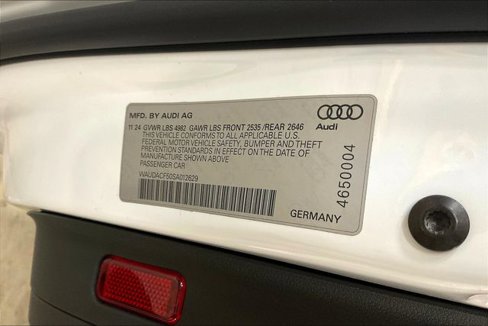 MFD. BY AUDI AG
11 24 GVWR LBS 4982 GAWR LBS FRONT 2535 /REAR 2646
THIS VEHICLE CONFORMS TO ALL APPLICABLE U.S.
FEDERAL MOTOR VEHICLE SAFETY, BUMPER AND THEFT
PREVENTION STANDARDS IN EFFECT ON THE DATE OF
MANUFACTURE SHOWN ABOVE
PASSENGER CAR
Audi
4650004
GERMANY